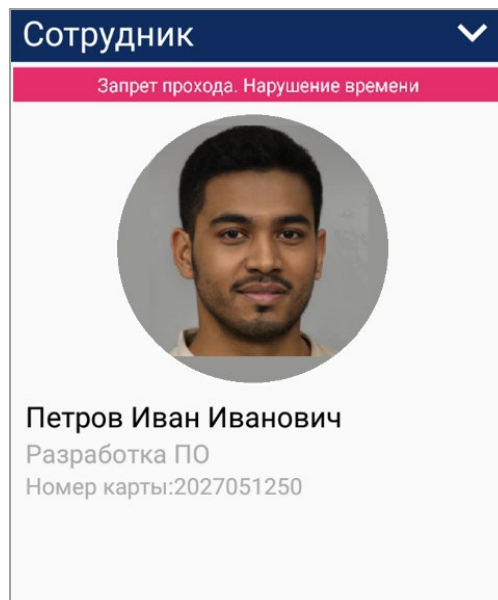 Сотрудник
Запрет прохода. Нарушение времени
Петров Иван Иванович
Разработка ПО
Номер карты:2027051250